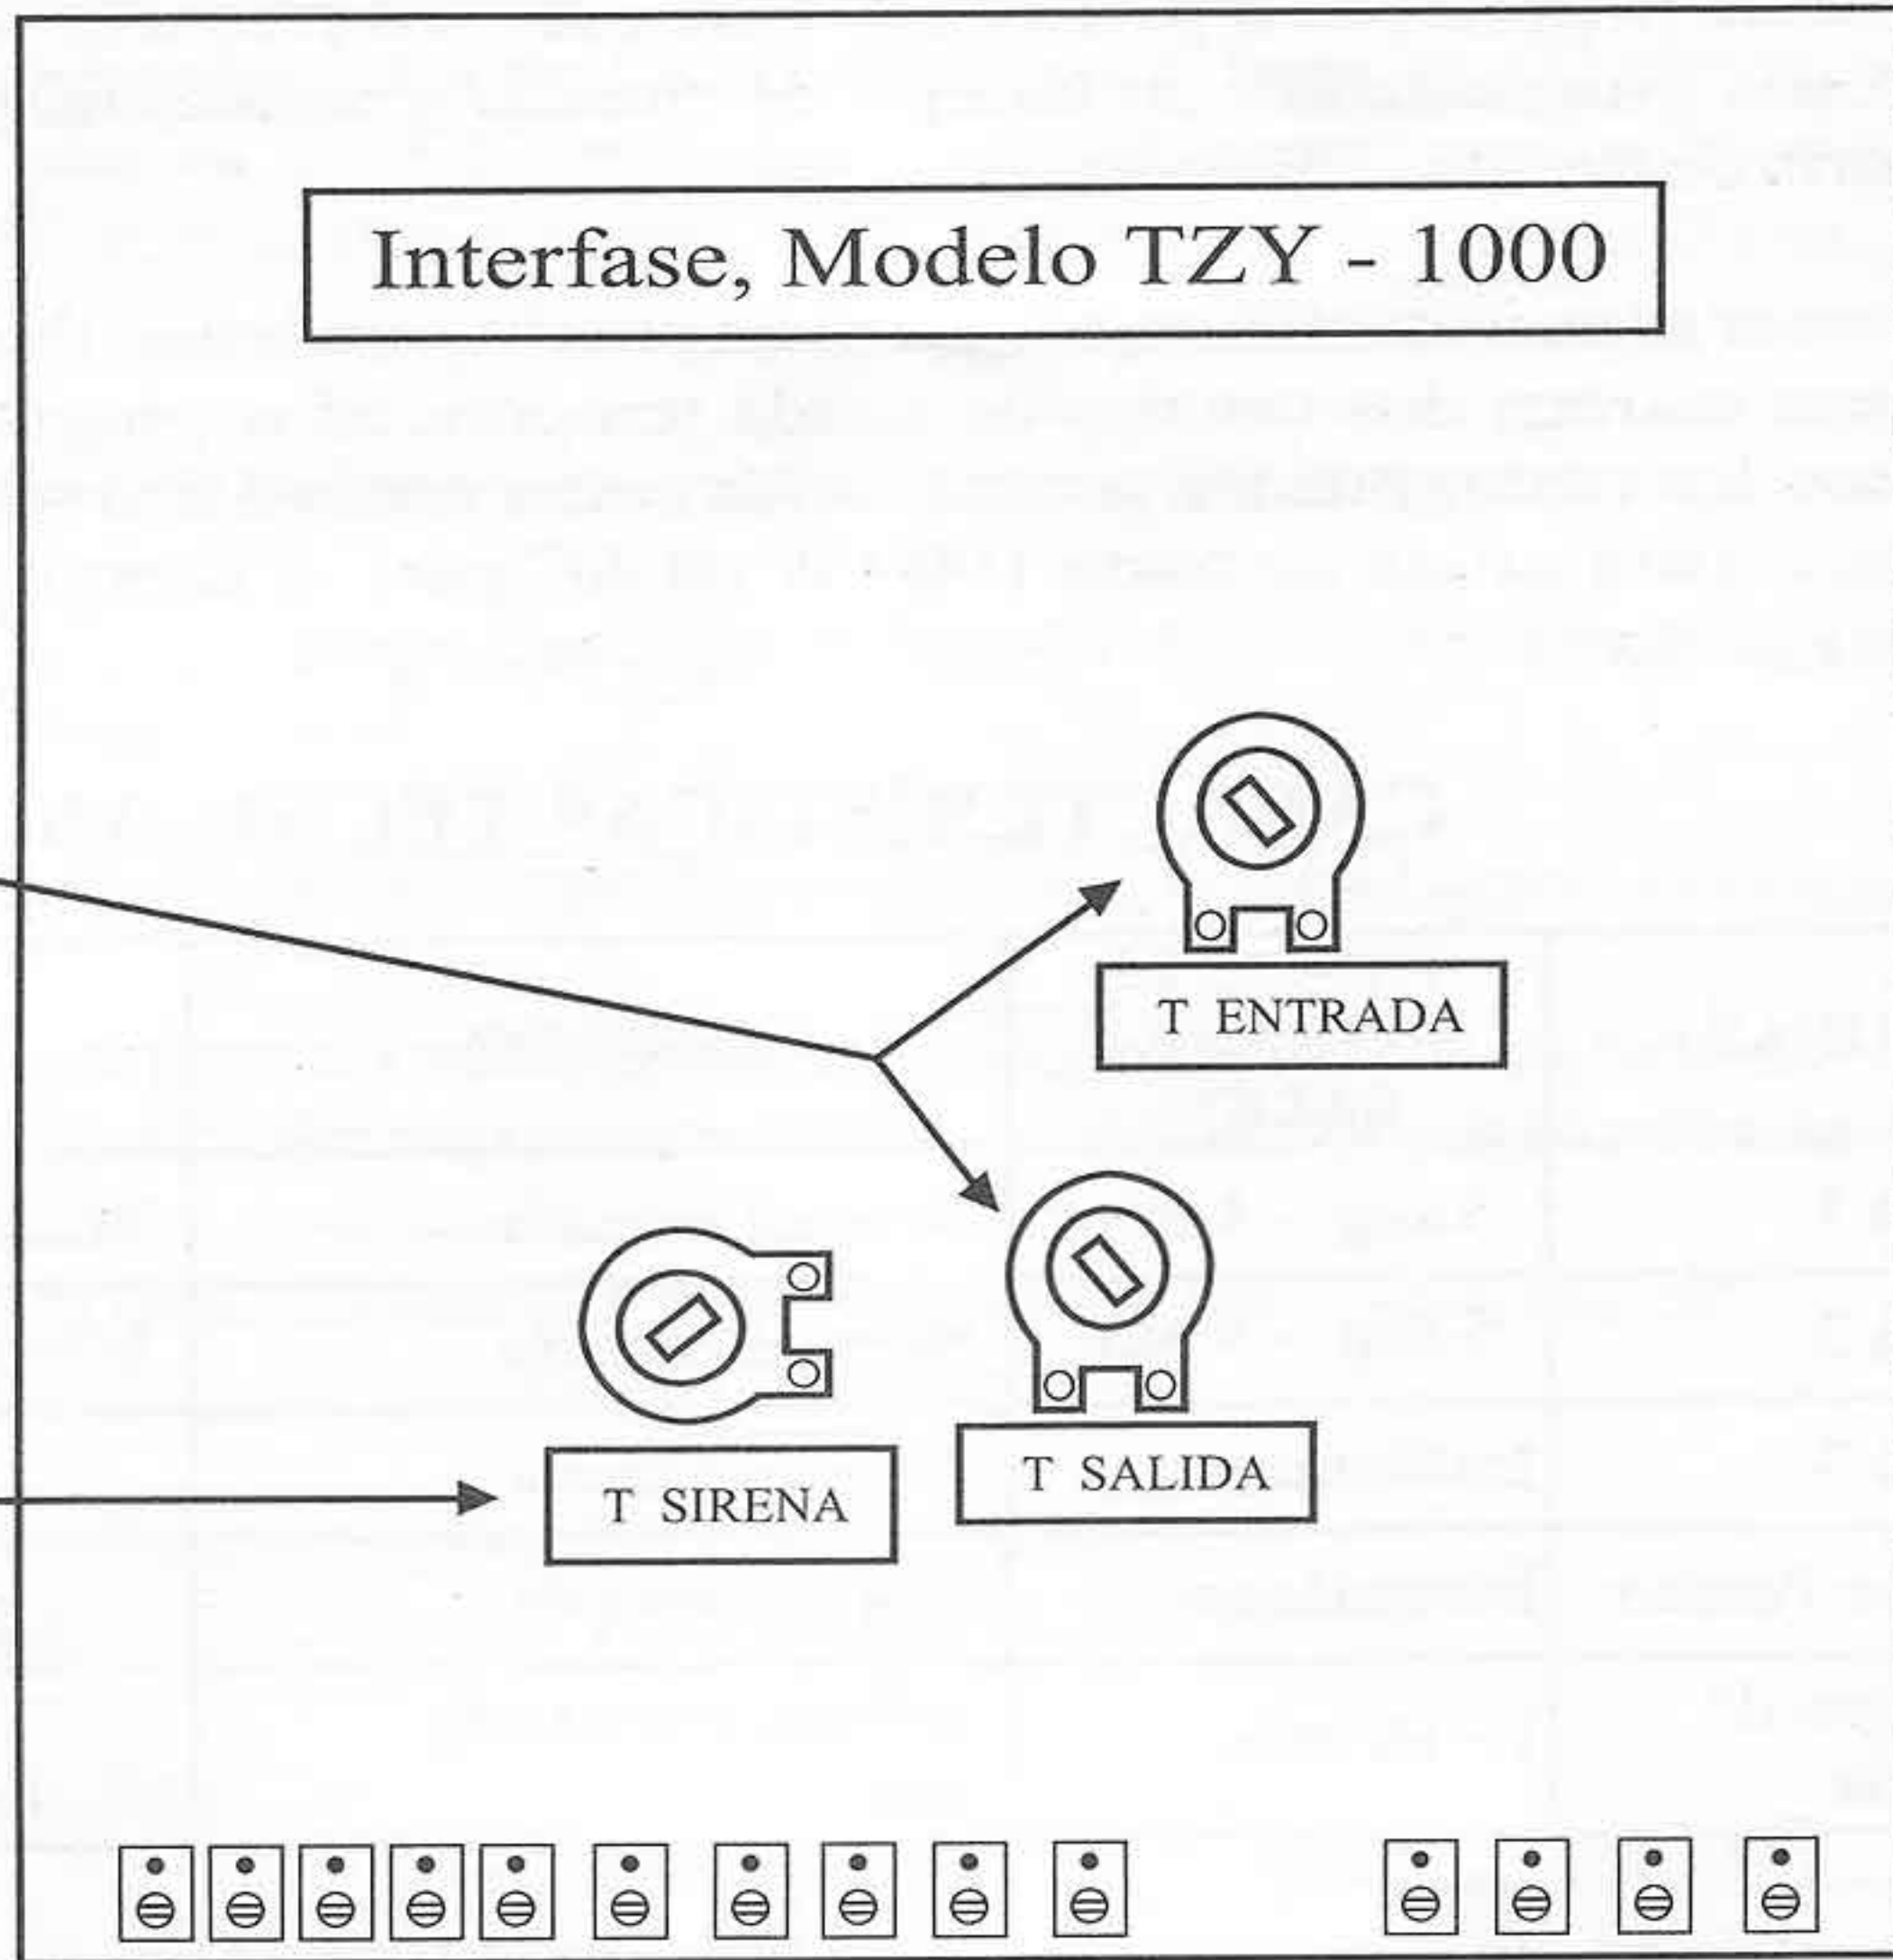 Interfase, Modelo TZY - 1000
T ENTRADA
T SALIDA
T SIRENA